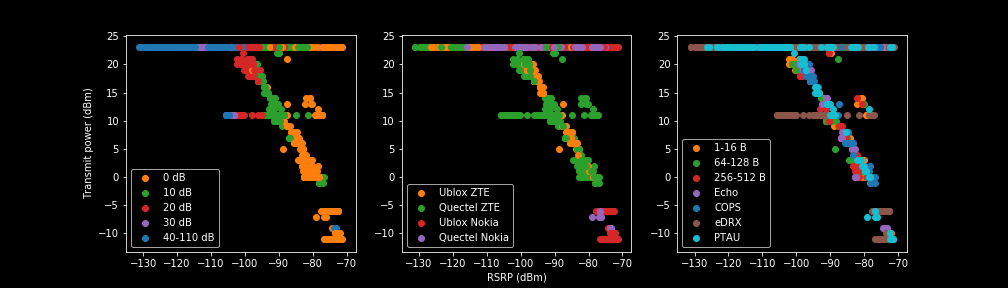 Transmit power (dBm)
25
20
15
10
5
0
−5
−10
0 dB
10 dB
20 dB
30 dB
40-110 dB
−130 −120 −110 −100 −90 −80 −70
25
20
15
10
5
0
−5
−10
Ublox ZTE
Quectel ZTE
Ublox Nokia
Quectel Nokia
−130 −120 −110 −100 −90 −80 −70
RSRP (dBm)
25
20
15
10
5
0
−5
−10
1-16 B
64-128 B
256-512 B
Echo
COPS
eDRX
PTAU
−130 −120 −110 −100 −90 −80 −70